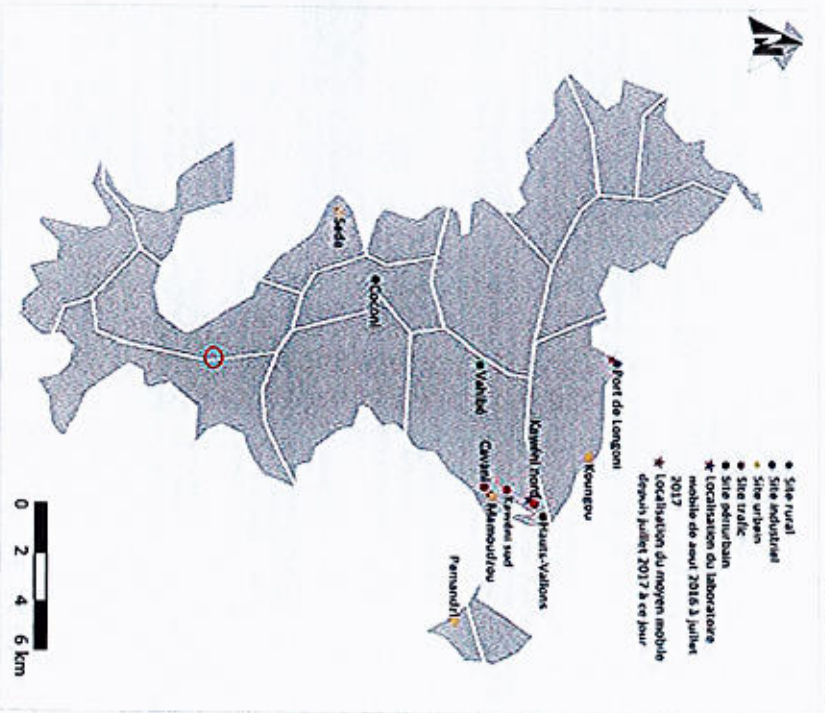 N
Site rural
Site industriel
Site urbain
Site trafic
Site périurbain
Localisation du laboratoire
mobile de aout 2016 à juillet
2017
Localisation du moyen mobile
depuis juillet 2017 à ce jour
Port de Longoni
Koungou
Kawéni nord
Hauts-Vallons
Kawéni sud
Cavani
Mamoudzou
Vahibé
Pamandzi
Coconi
Sada
0 2 4 6 km